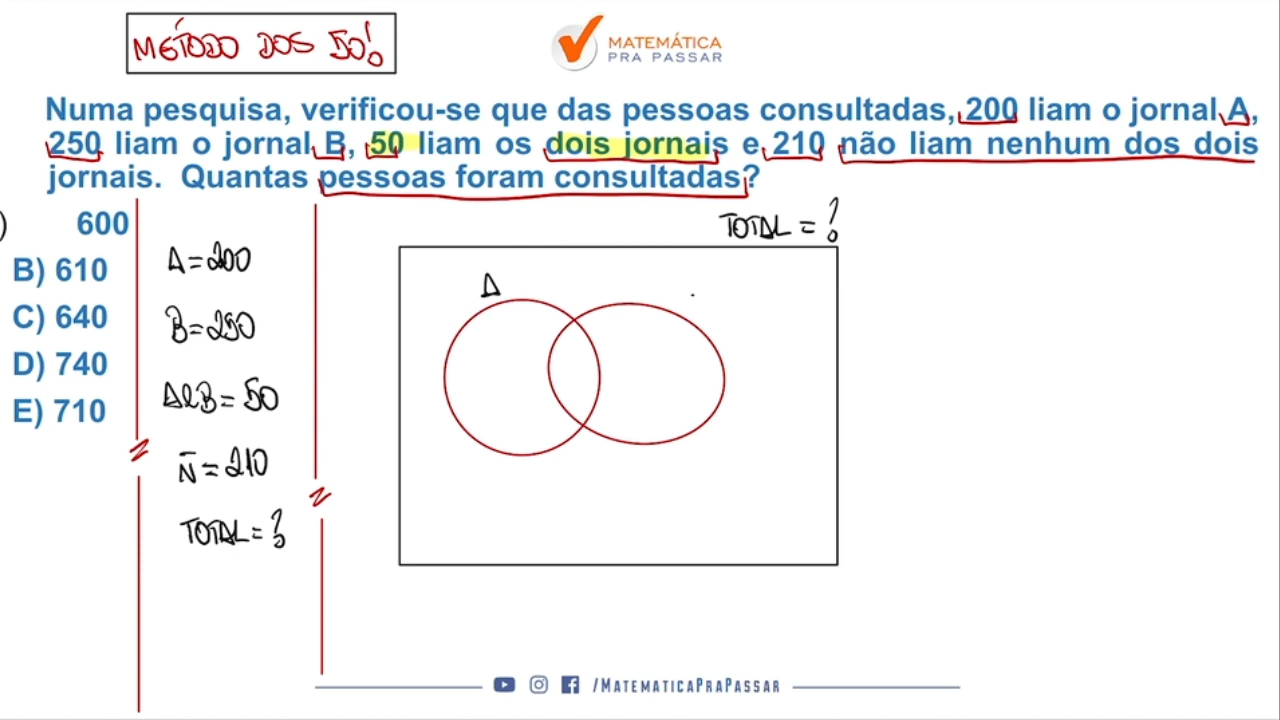 MÉTODO DOS 50!
MATEMÁTICA
PRA PASSAR
Numa pesquisa, verificou-se que das pessoas consultadas, 200 liam o jornal A,
250 liam o jornal B, 50 liam os dois jornais e 210 não liam nenhum dos dois
jornais. Quantas pessoas foram consultadas?
) 600
B) 610
C) 640
D) 740
E) 710
A=200
B=250
A e B=50
N̄=210
TOTAL=?
TOTAL=?
A
/MATEMATICAPRAPASSAR